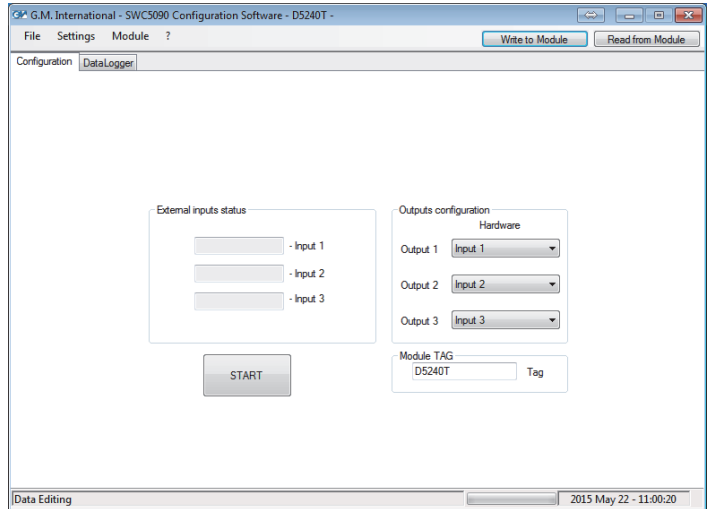 GM G.M. International - SWC5090 Configuration Software - D5240T -
File Settings Module ? Write to Module Read from Module
Configuration DataLogger
External inputs status
- Input 1
- Input 2
- Input 3
START
Outputs configuration
Hardware
Output 1 Input 1
Output 2 Input 2
Output 3 Input 3
Module TAG
D5240T Tag
Data Editing 2015 May 22 - 11:00:20